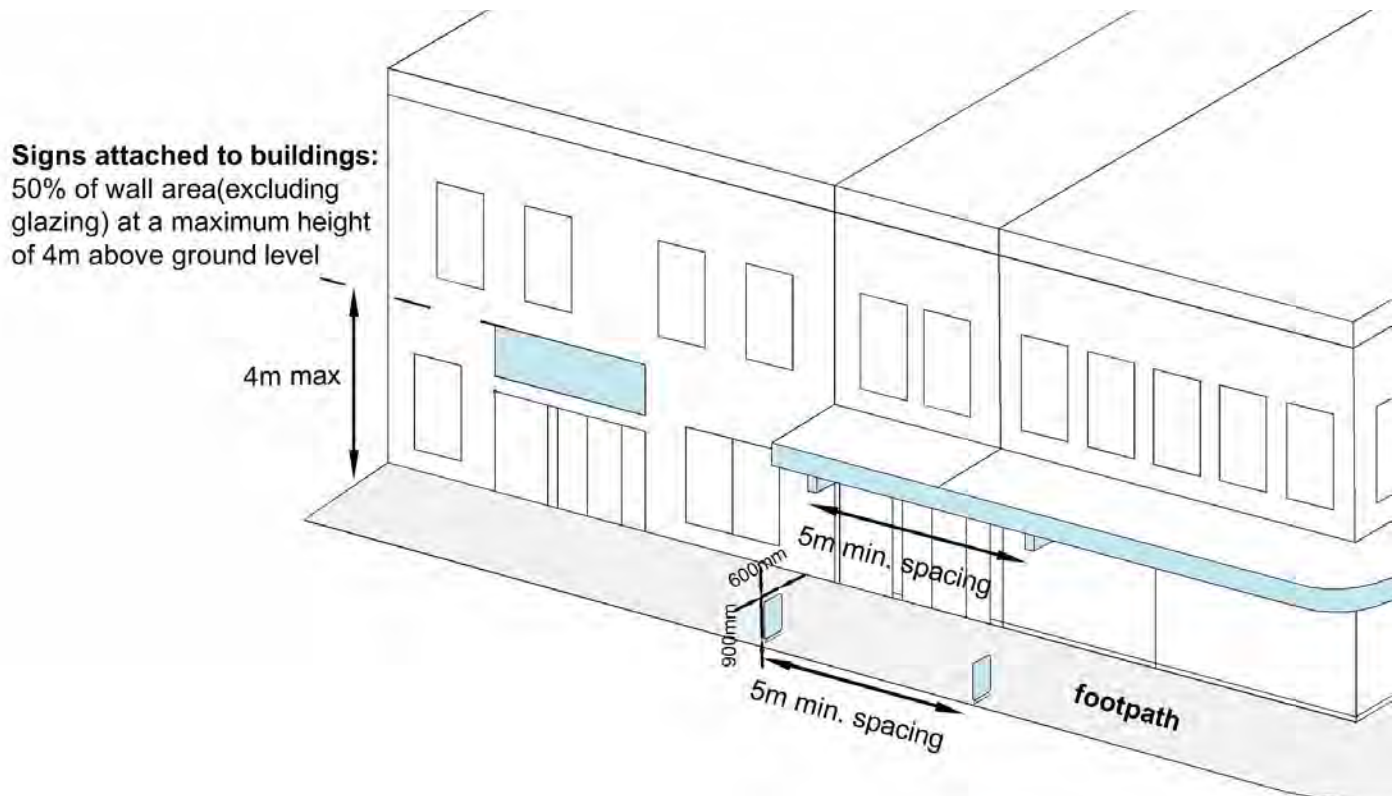 Signs attached to buildings:
50% of wall area(excluding
glazing) at a maximum height
of 4m above ground level
4m max
5m min. spacing
600mm
900mm
5m min. spacing
footpath